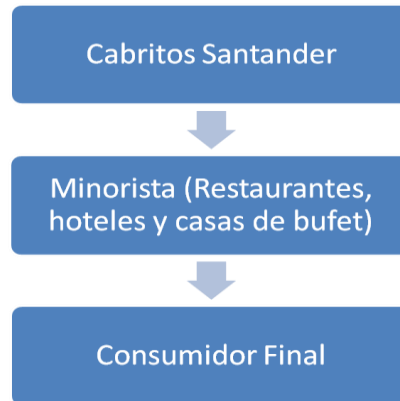 Cabritos Santander
Minorista (Restaurantes,
hoteles y casas de bufet)
Consumidor Final